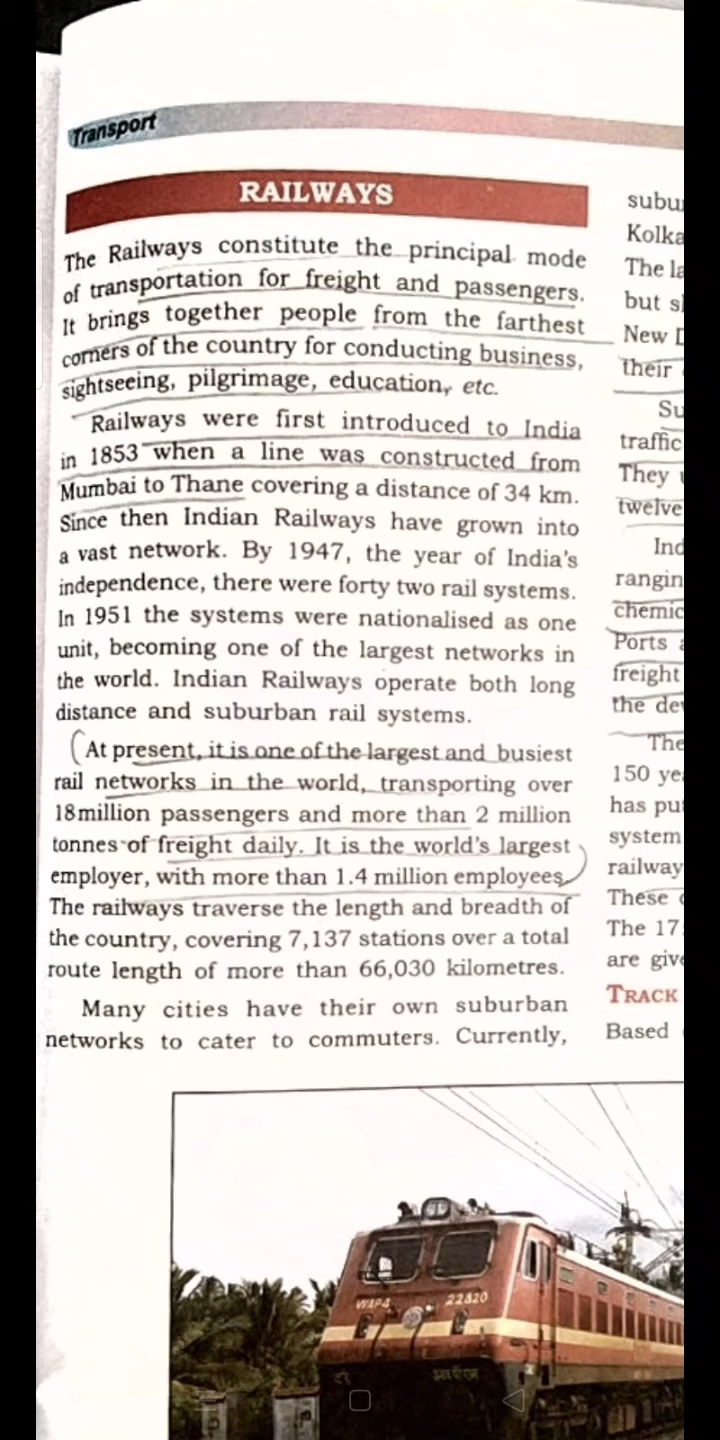 Transport
RAILWAYS
The Railways constitute the principal mode
of transportation for freight and passengers.
It brings together people from the farthest
corners of the country for conducting business,
sightseeing, pilgrimage, education, etc.
Railways were first introduced to India
in 1853 when a line was constructed from
Mumbai to Thane covering a distance of 34 km.
Since then Indian Railways have grown into
a vast network. By 1947, the year of India's
independence, there were forty two rail systems.
In 1951 the systems were nationalised as one
unit, becoming one of the largest networks in
the world. Indian Railways operate both long
distance and suburban rail systems.
At present, it is one of the largest and busiest
rail networks in the world, transporting over
18million passengers and more than 2 million
tonnes of freight daily. It is the world's largest
employer, with more than 1.4 million employees
The railways traverse the length and breadth of
the country, covering 7,137 stations over a total
route length of more than 66,030 kilometres.
Many cities have their own suburban
networks to cater to commuters. Currently,
subu
Kolka
The la
but s
New D
their
Su
traffic
They
twelve
Ind
rangin
chemic
Ports
freight
the de
The
150 ye
has pu
system
railway
These
The 17
are give
TRACK
Based
WAP4 22820